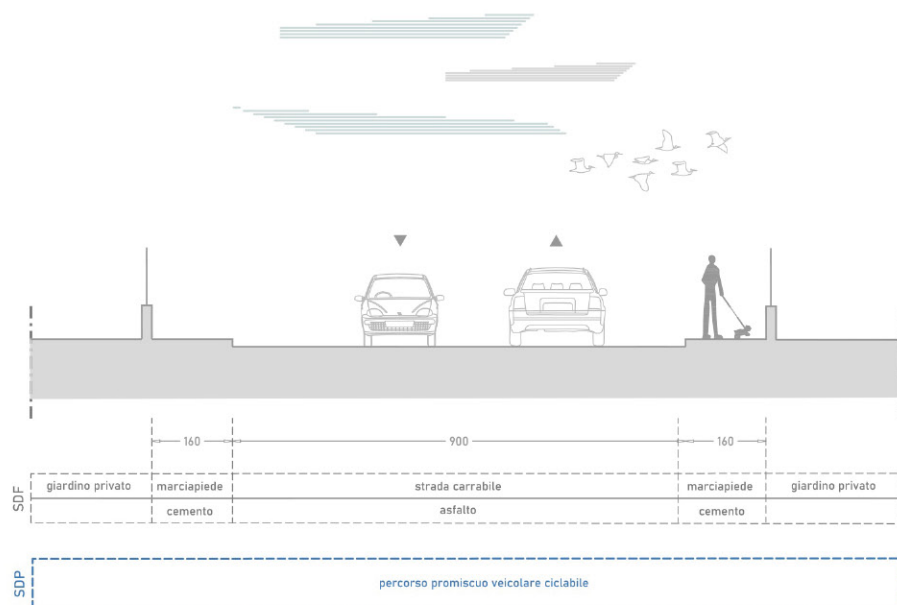 160 900 160
SDF
giardino privato marciapiede strada carrabile marciapiede giardino privato
cemento asfalto cemento
SDP
percorso promiscuo veicolare ciclabile